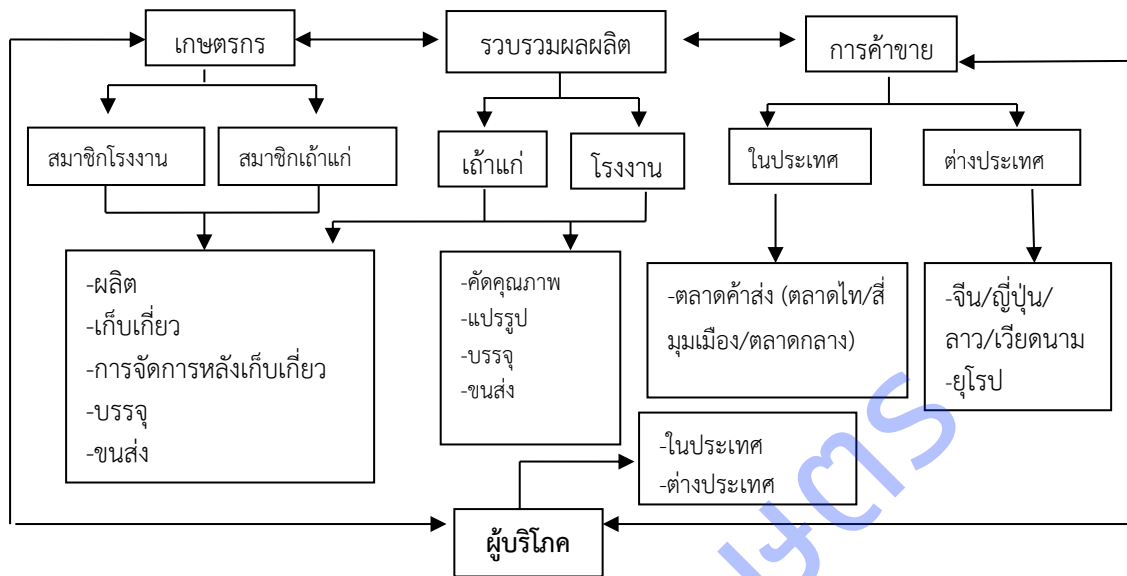 เกษตรกร
รวบรวมผลผลิต
การค้าขาย
สมาชิกโรงงาน
สมาชิกเถ้าแก่
เถ้าแก่
โรงงาน
ในประเทศ
ต่างประเทศ
-ผลิต
-เก็บเกี่ยว
-การจัดการหลังเก็บเกี่ยว
-บรรจุ
-ขนส่ง
-คัดคุณภาพ
-แปรรูป
-บรรจุ
-ขนส่ง
-ตลาดค้าส่ง (ตลาดไท/สี่
มุมเมือง/ตลาดกลาง)
-จีน/ญี่ปุ่น/
ลาว/เวียดนาม
-ยุโรป
-ในประเทศ
-ต่างประเทศ
ผู้บริโภค